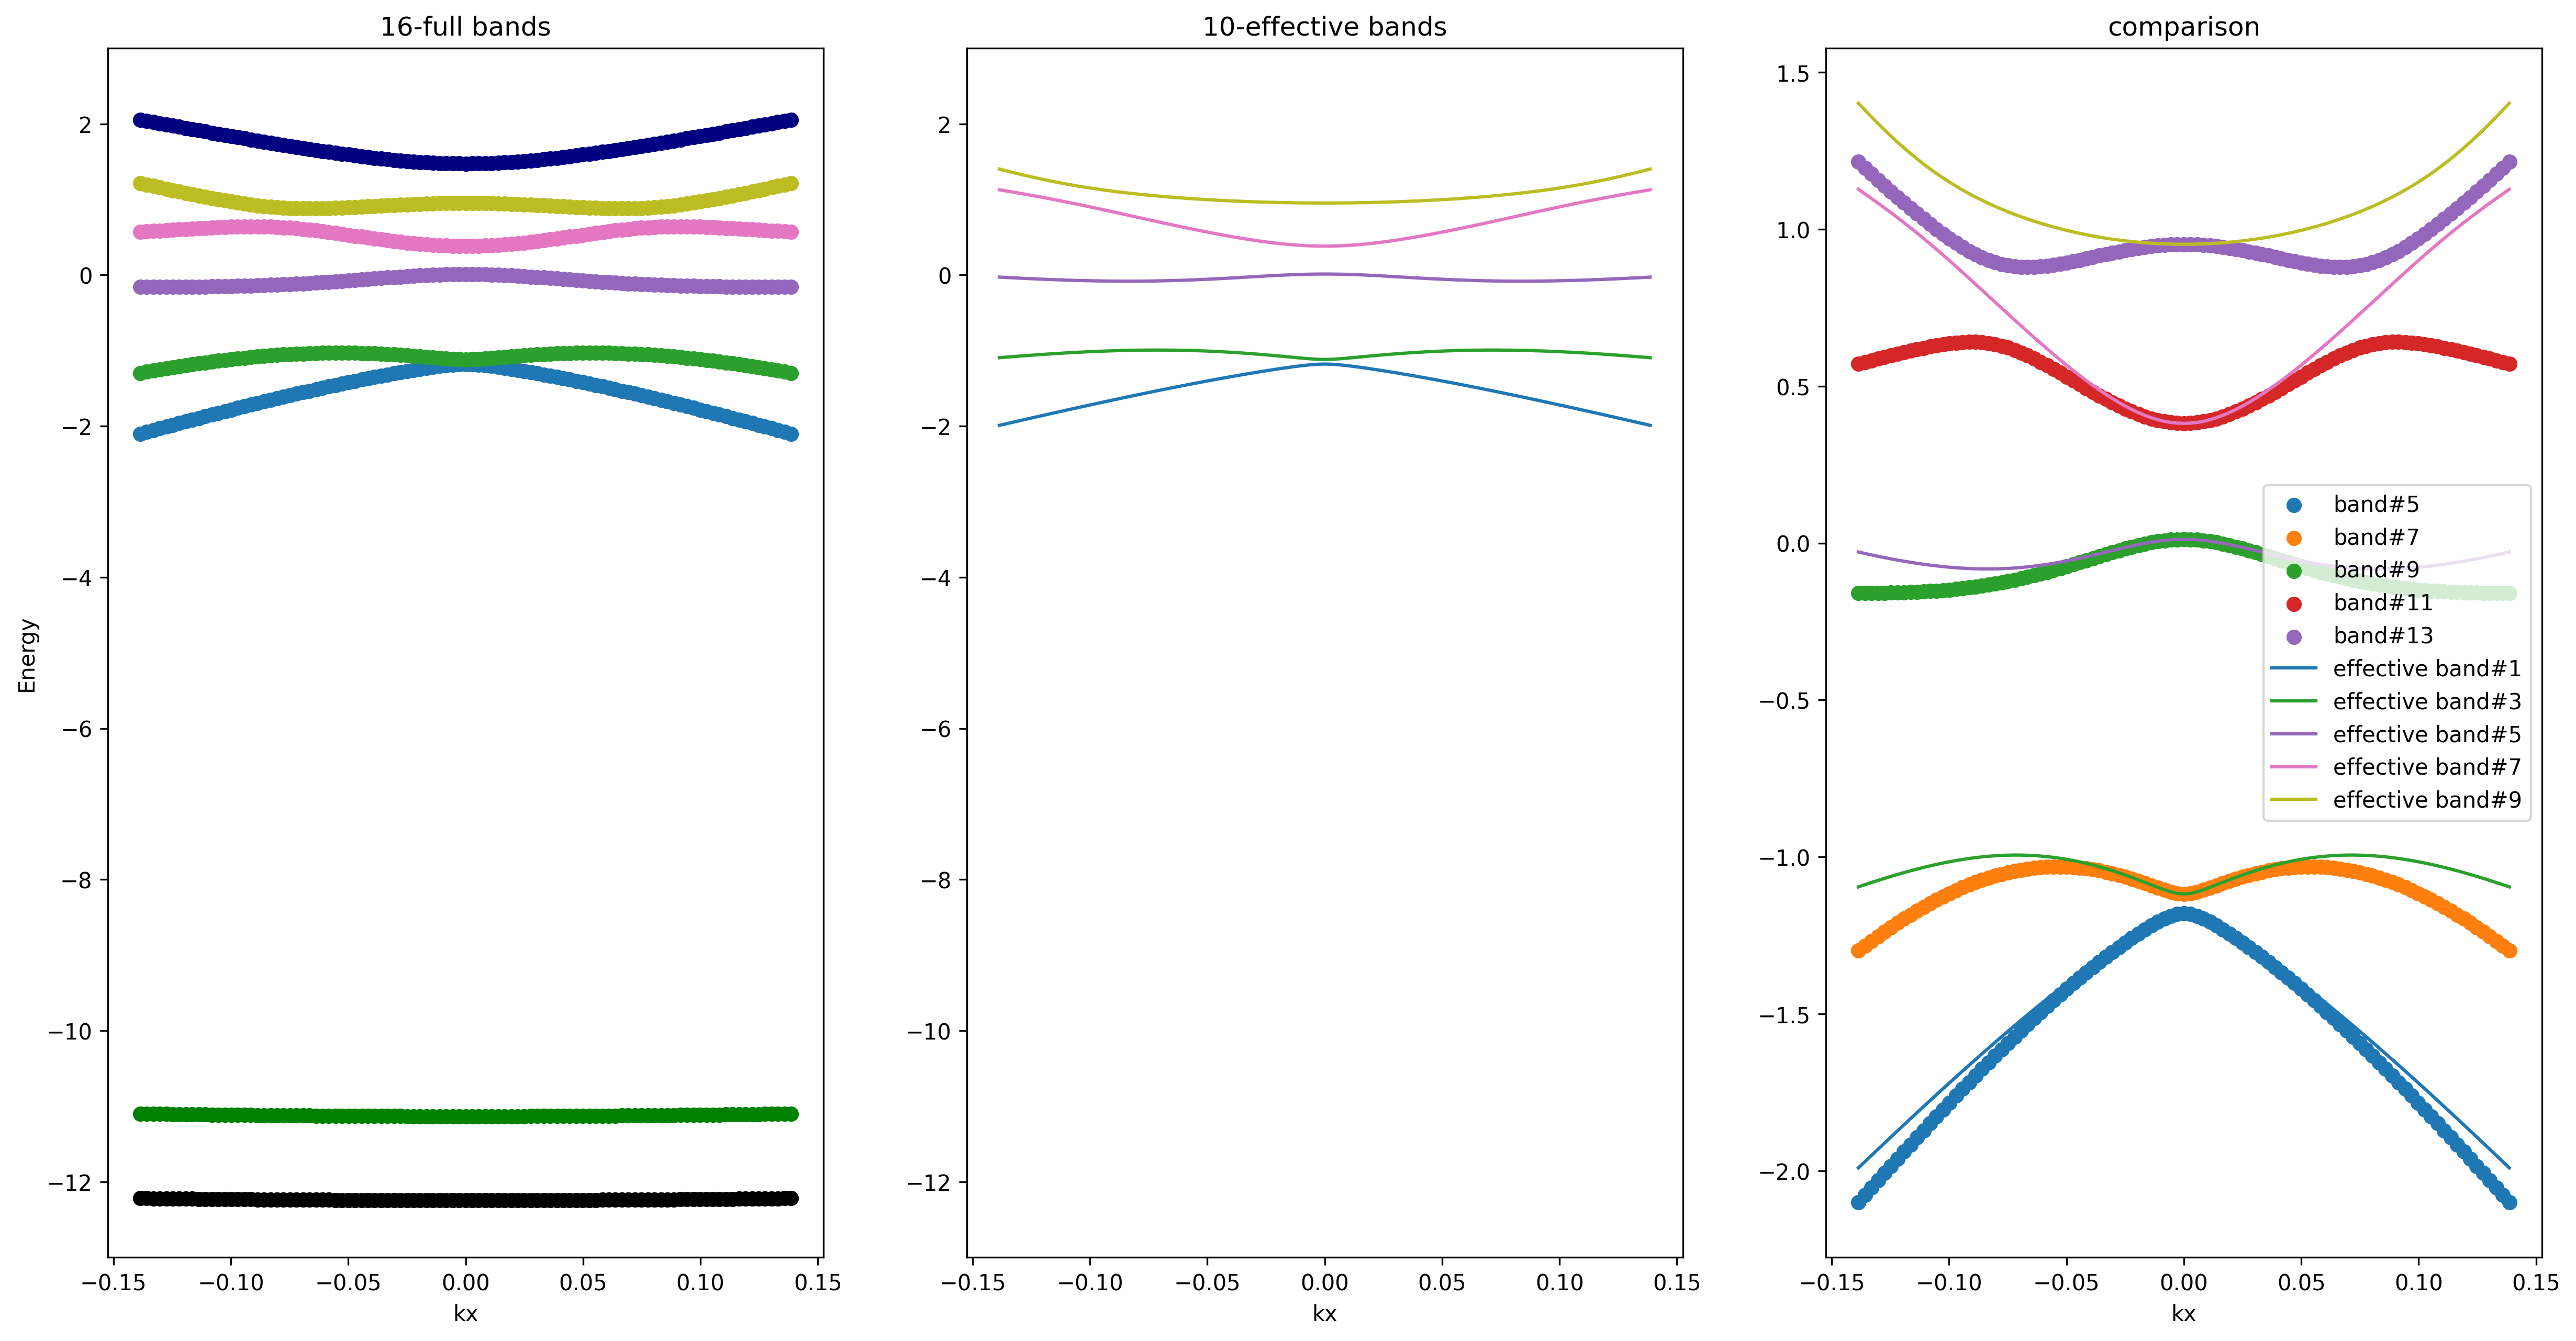 16-full bands
10-effective bands
comparison
2
0
−2
−4
−6
−8
−10
−12
Energy
−0.15
−0.10
−0.05
0.00
0.05
0.10
0.15
kx
2
0
−2
−4
−6
−8
−10
−12
−0.15
−0.10
−0.05
0.00
0.05
0.10
0.15
kx
1.5
1.0
0.5
0.0
−0.5
−1.0
−1.5
−2.0
band#5
band#7
band#9
band#11
band#13
effective band#1
effective band#3
effective band#5
effective band#7
effective band#9
−0.15
−0.10
−0.05
0.00
0.05
0.10
0.15
kx